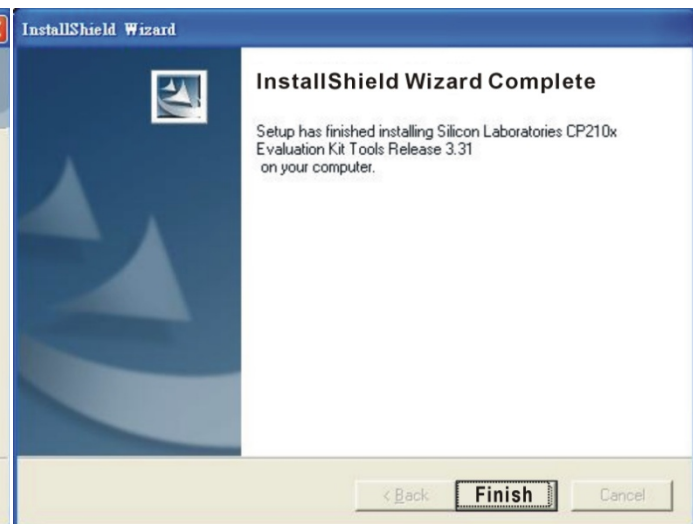 InstallShield Wizard
InstallShield Wizard Complete
Setup has finished installing Silicon Laboratories CP210x
Evaluation Kit Tools Release 3.31
on your computer.
< Back
Finish
Cancel